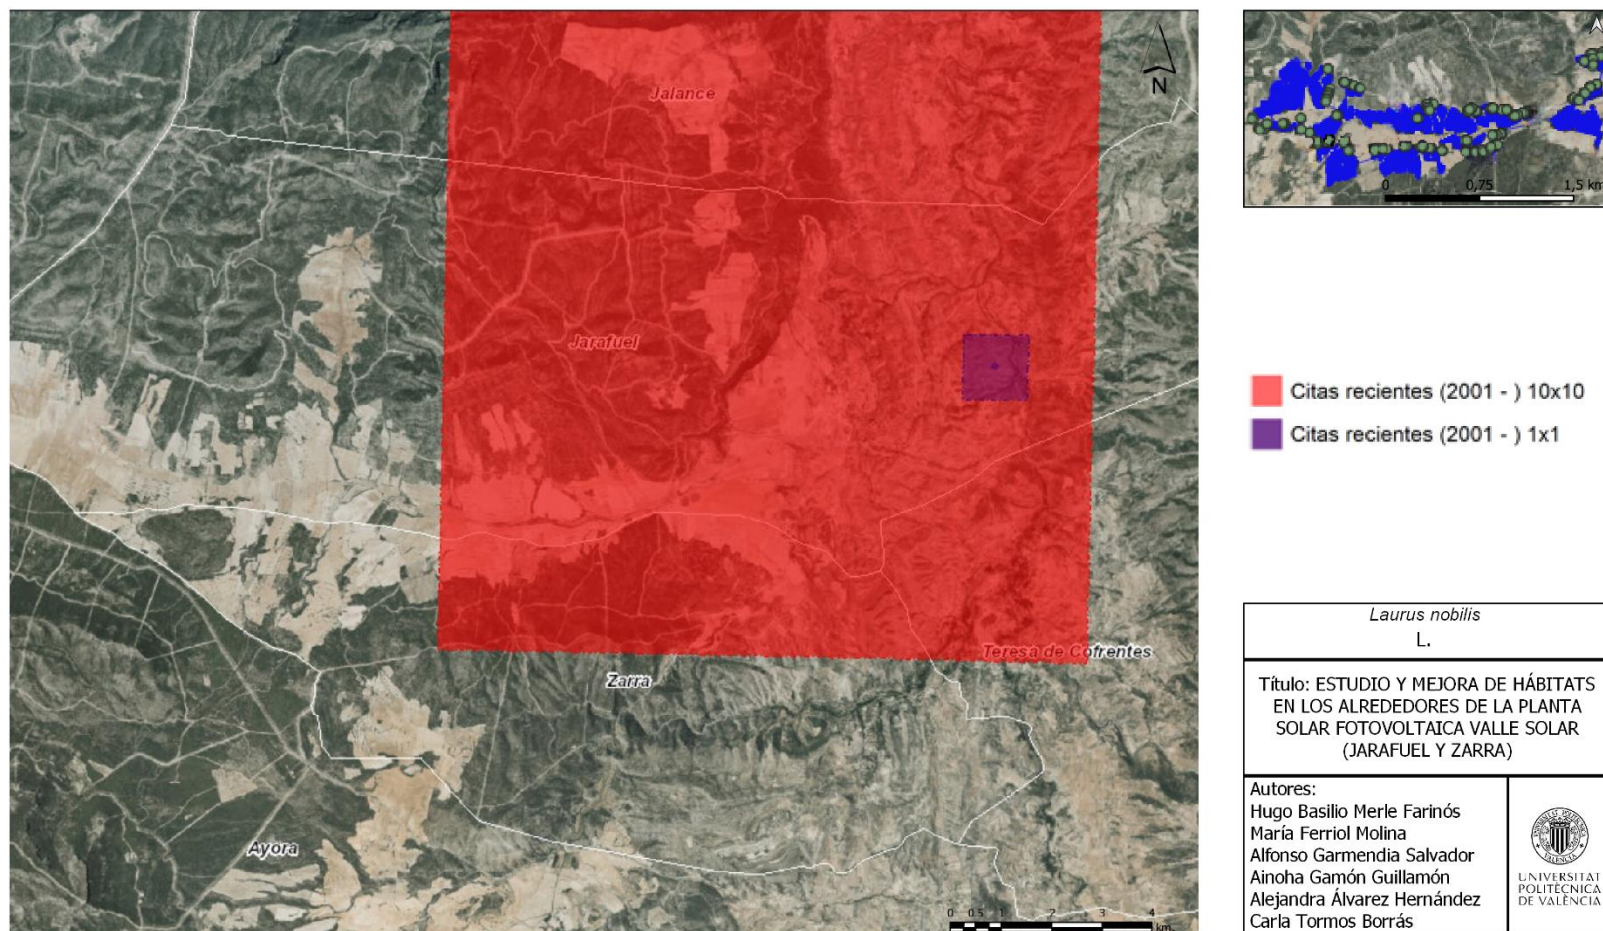 Jalance
N
Jarafuel
Teresa de Cofrentes
Zarra
Ayora
0 0.5 1 2 3 4
km
0 0,75 1,5 km
Citas recientes (2001 - ) 10x10
Citas recientes (2001 - ) 1x1
Laurus nobilis
L.
Título: ESTUDIO Y MEJORA DE HÁBITATS
EN LOS ALREDEDORES DE LA PLANTA
SOLAR FOTOVOLTAICA VALLE SOLAR
(JARAFUEL Y ZARRA)
Autores:
Hugo Basilio Merle Farinós
María Ferriol Molina
Alfonso Garmendia Salvador
Ainoha Gamón Guillamón
Alejandra Álvarez Hernández
Carla Tormos Borrás
UNIVERSITAT
POLITÈCNICA
DE VALÈNCIA